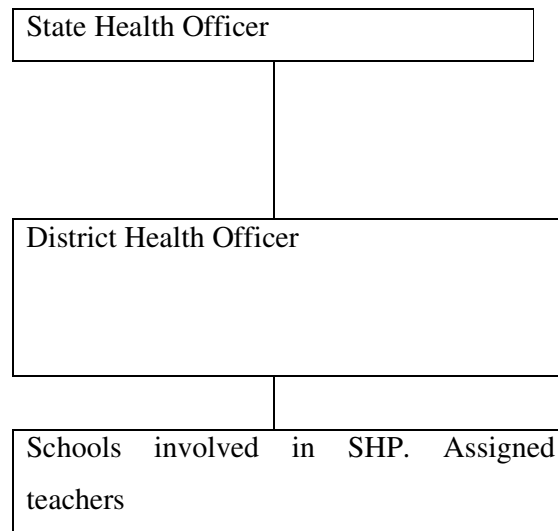 State Health Officer
District Health Officer
Schools involved in SHP. Assigned
teachers